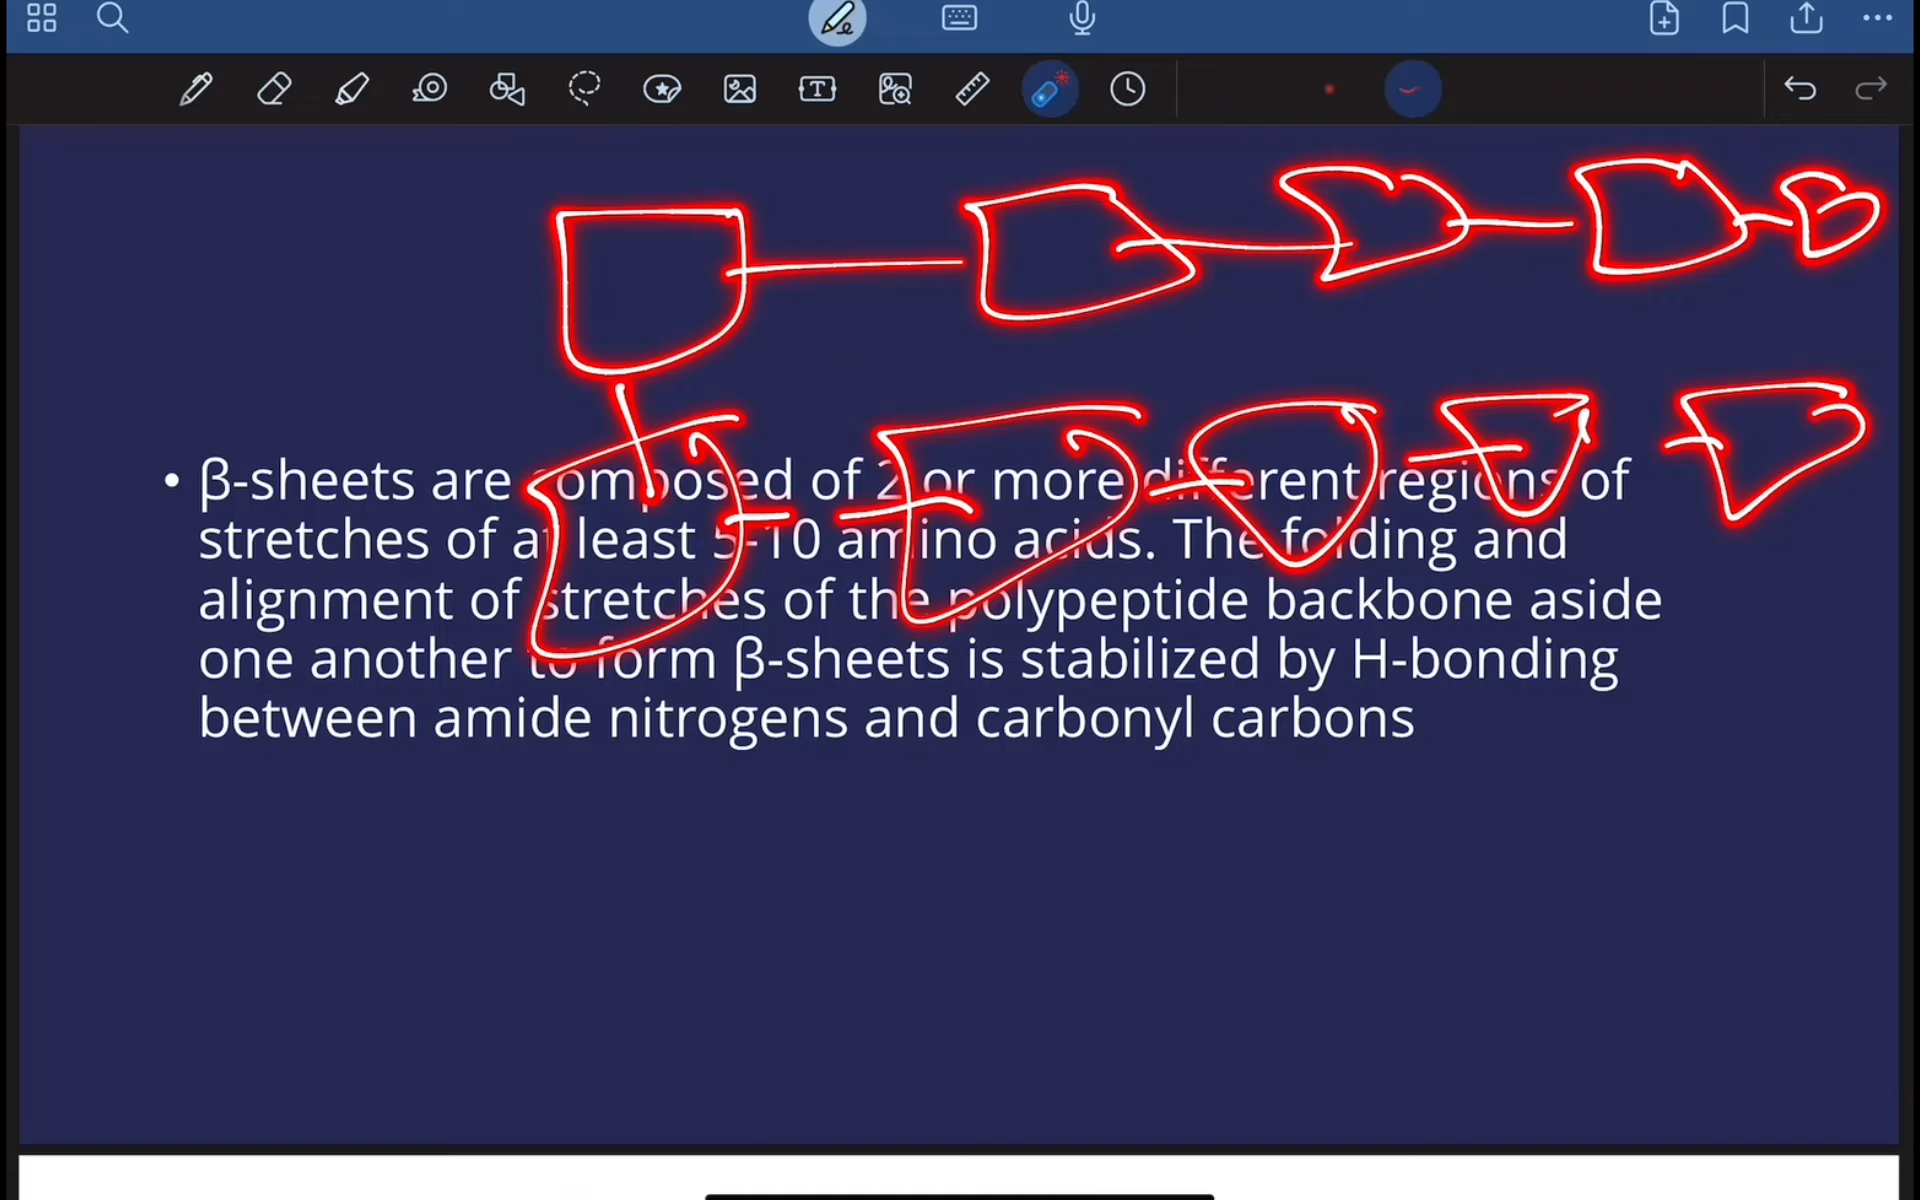 • β-sheets are composed of 2 or more different regions of
stretches of at least 5-10 amino acids. The folding and
alignment of stretches of the polypeptide backbone aside
one another to form β-sheets is stabilized by H-bonding
between amide nitrogens and carbonyl carbons